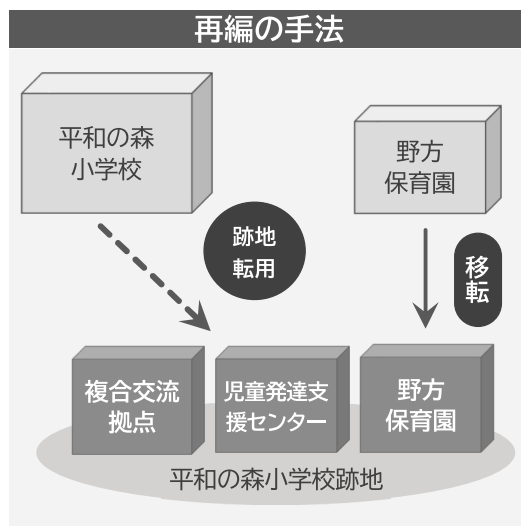 再編の手法
平和の森
小学校
野方
保育園
跡地
転用
移
転
複合交流
拠点
児童発達支
援センター
野方
保育園
平和の森小学校跡地